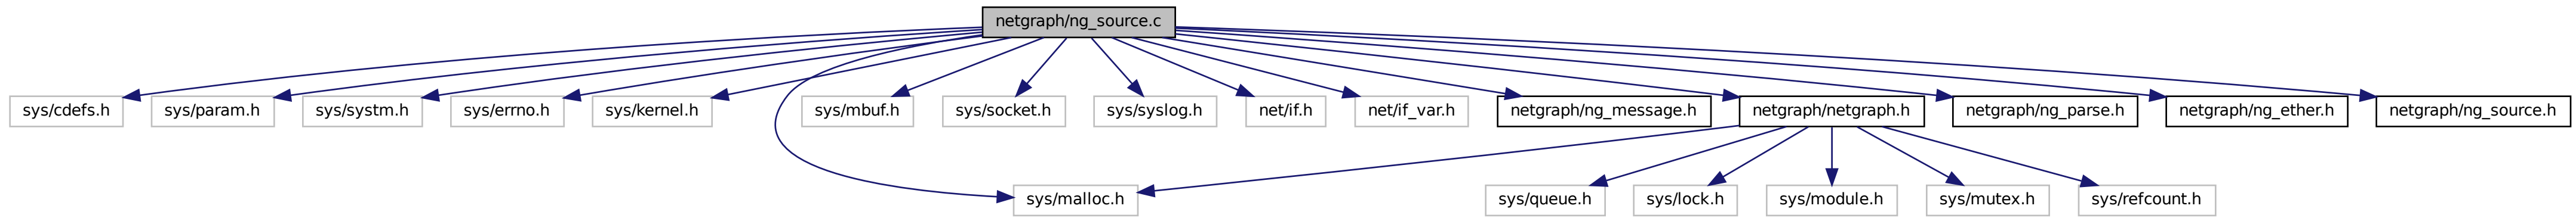 netgraph/ng_source.c
sys/cdefs.h
sys/param.h
sys/systm.h
sys/errno.h
sys/kernel.h
sys/mbuf.h
sys/socket.h
sys/syslog.h
net/if.h
net/if_var.h
netgraph/ng_message.h
netgraph/netgraph.h
netgraph/ng_parse.h
netgraph/ng_ether.h
netgraph/ng_source.h
sys/malloc.h
sys/queue.h
sys/lock.h
sys/module.h
sys/mutex.h
sys/refcount.h